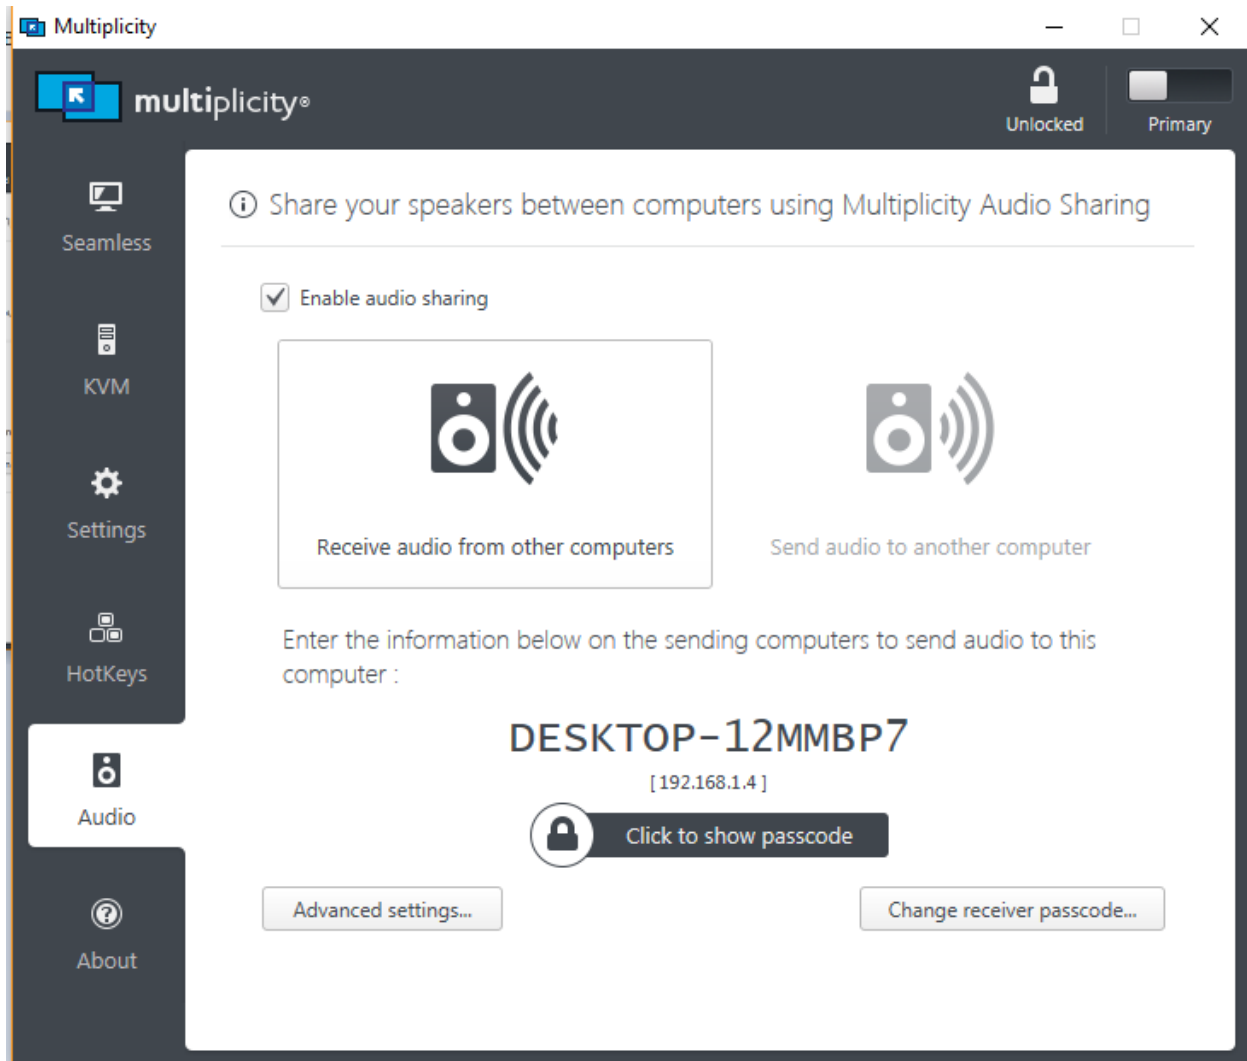 Multiplicity
multiplicity®
Unlocked
Primary
Seamless
KVM
Settings
HotKeys
Audio
About
Share your speakers between computers using Multiplicity Audio Sharing
Enable audio sharing
Receive audio from other computers
Send audio to another computer
Enter the information below on the sending computers to send audio to this
computer :
DESKTOP-12MMBP7
[ 192.168.1.4 ]
Click to show passcode
Advanced settings...
Change receiver passcode...